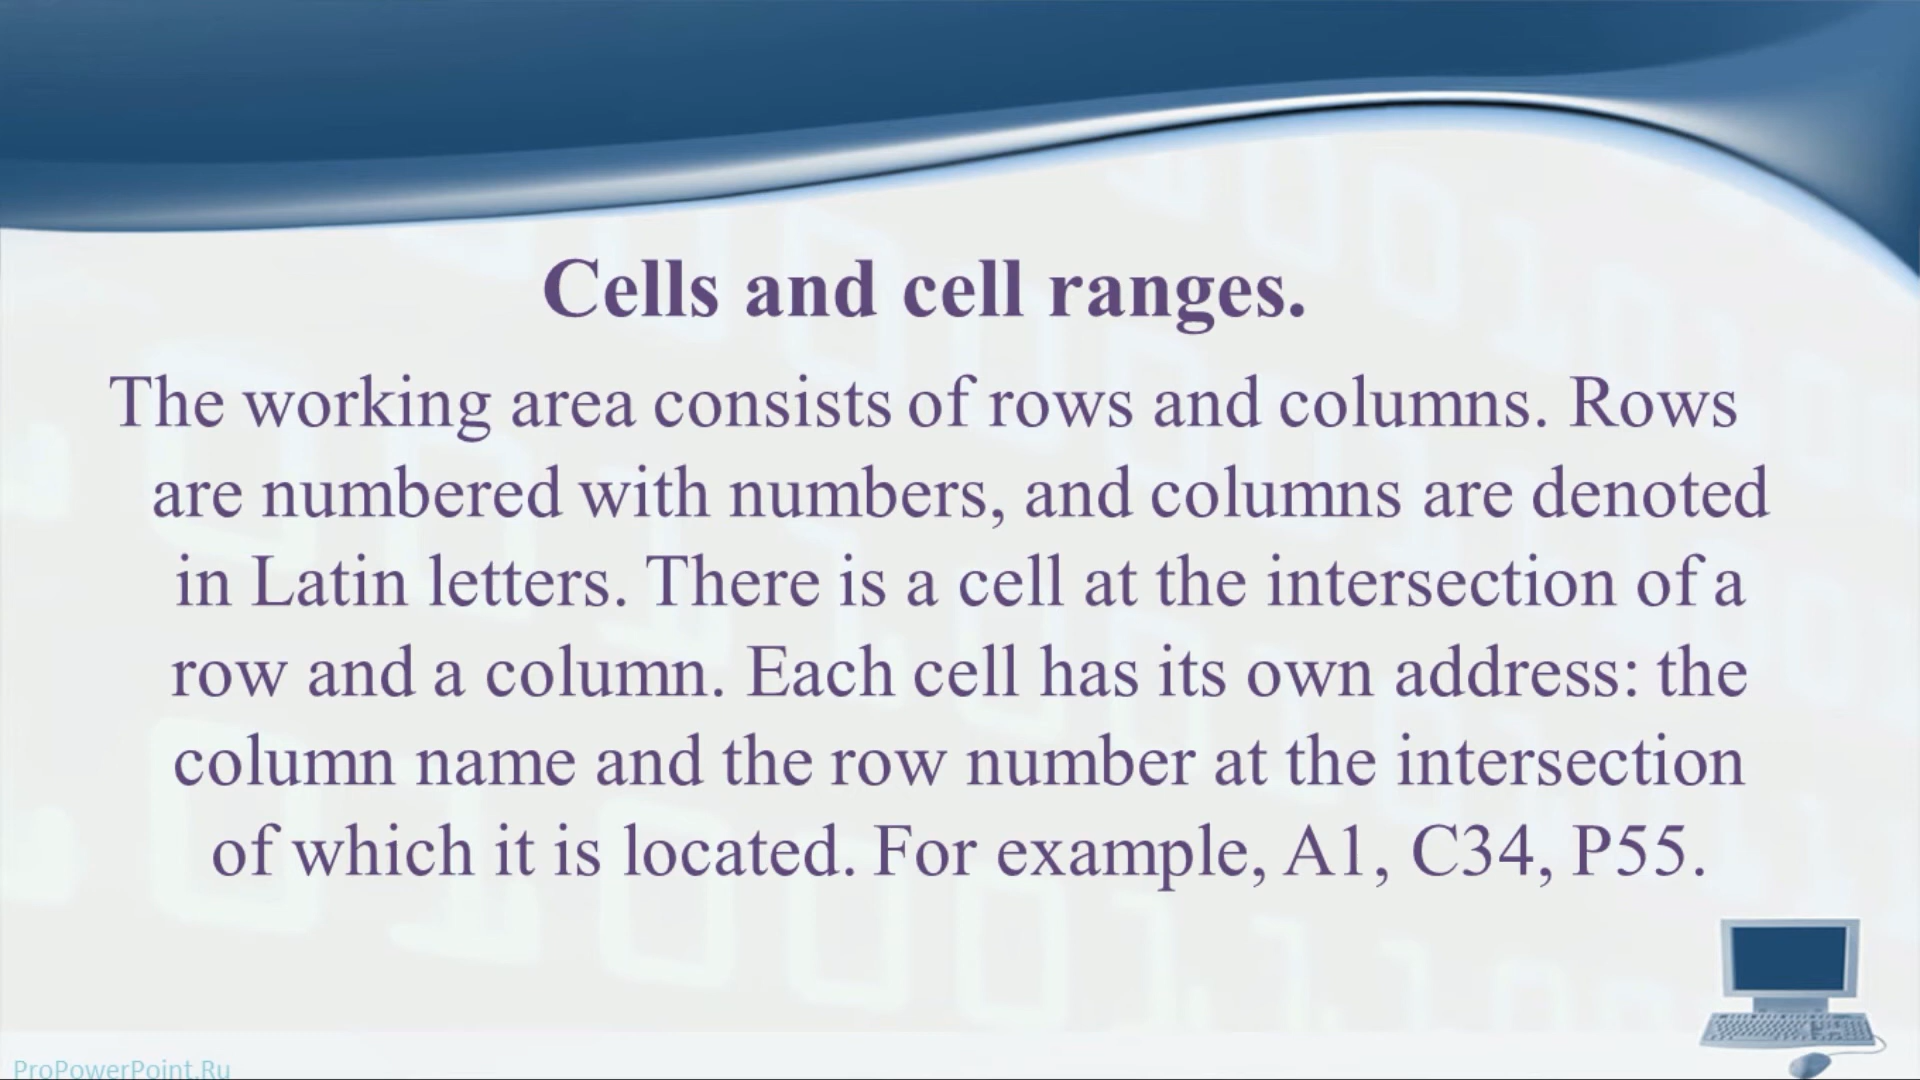 Cells and cell ranges.
The working area consists of rows and columns. Rows
are numbered with numbers, and columns are denoted
in Latin letters. There is a cell at the intersection of a
row and a column. Each cell has its own address: the
column name and the row number at the intersection
of which it is located. For example, A1, C34, P55.
ProPowerPoint.Ru